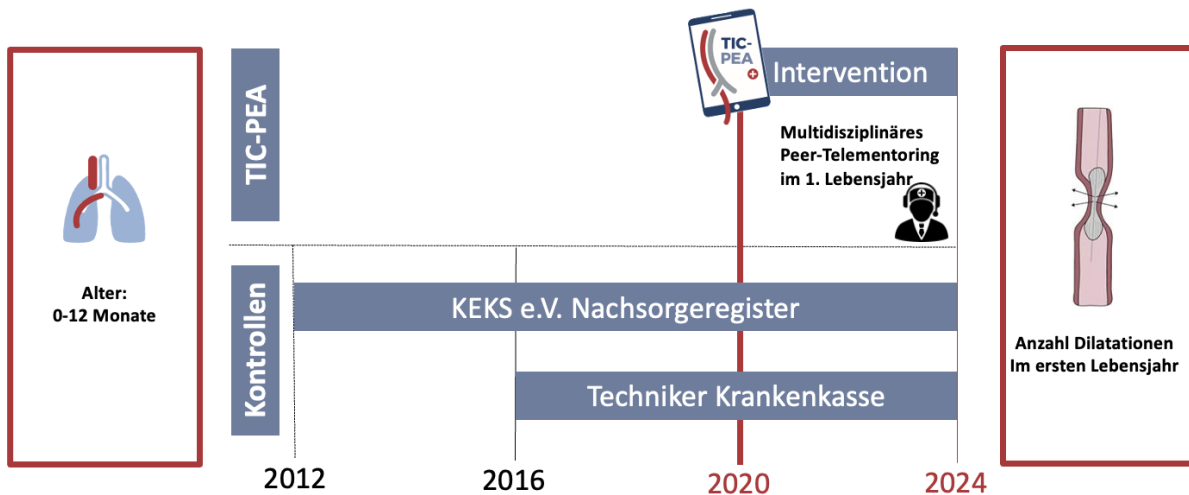 TIC-PEA
TIC-
PEA
Intervention
Multidisziplinäres
Peer-Telementoring
im 1. Lebensjahr
Alter:
0-12 Monate
Kontrollen
KEKS e.V. Nachsorgeregister
Techniker Krankenkasse
Anzahl Dilatationen
Im ersten Lebensjahr
2012
2016
2020
2024